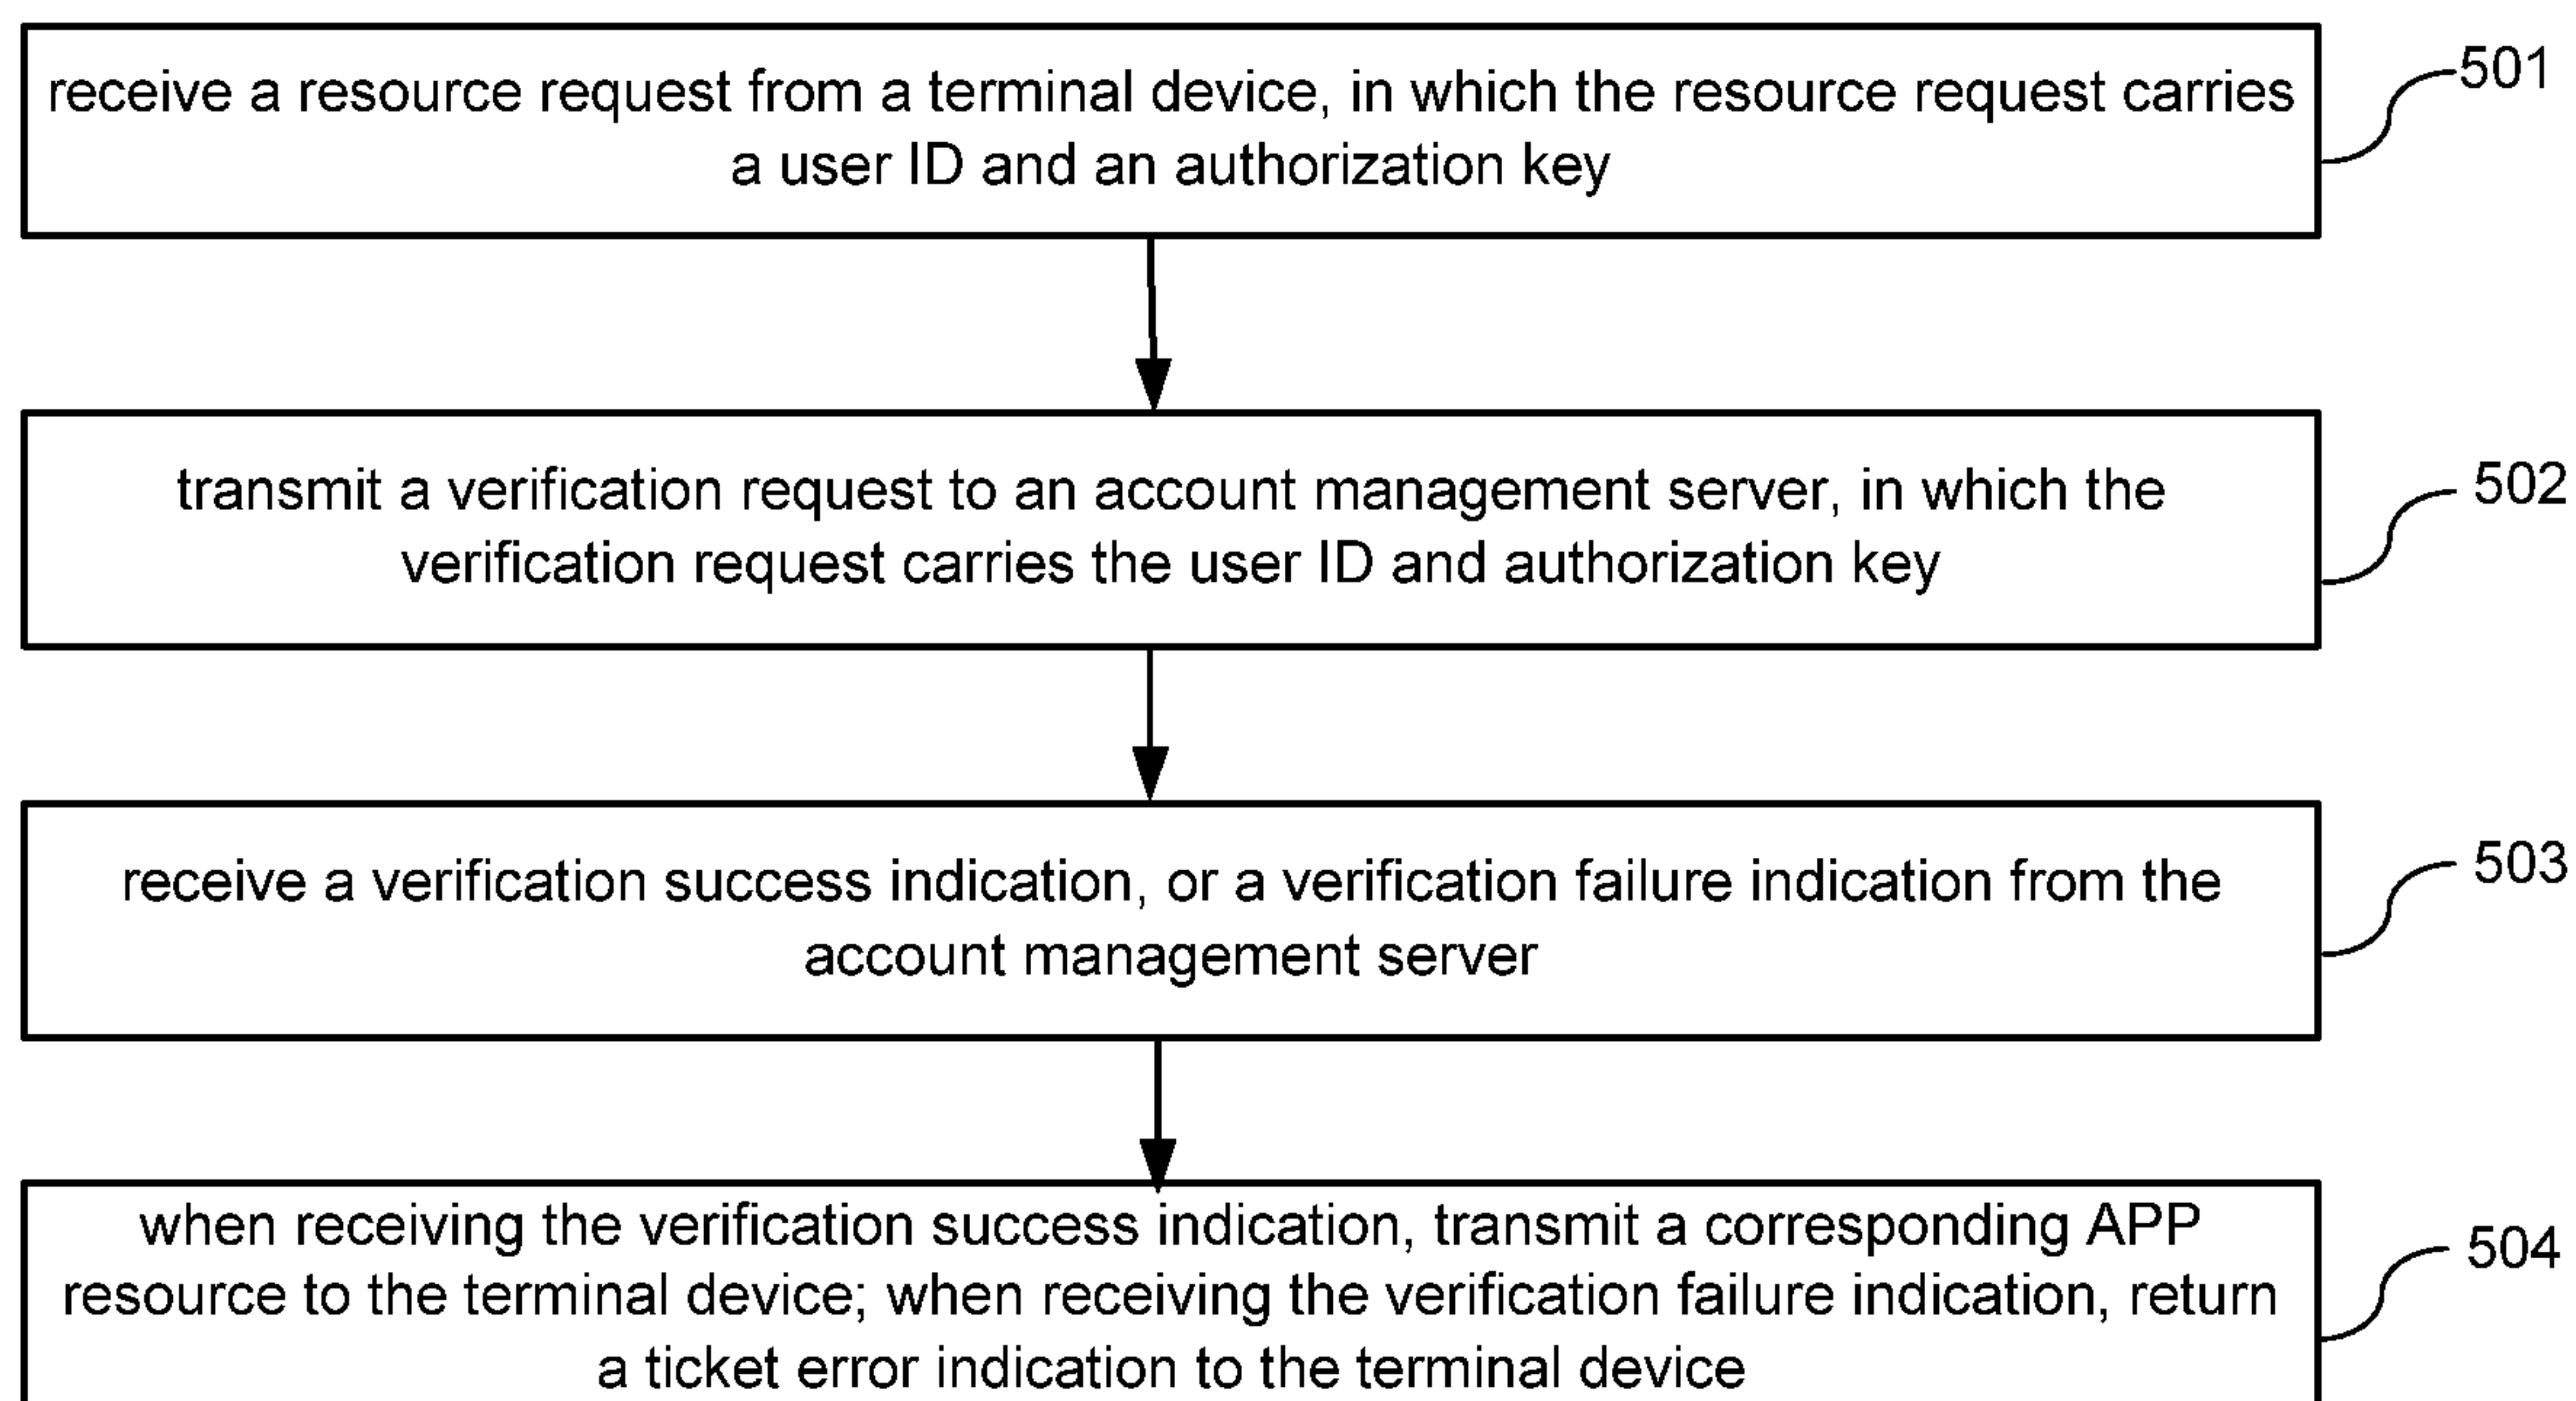 receive a resource request from a terminal device, in which the resource request carries
a user ID and an authorization key
501
transmit a verification request to an account management server, in which the
verification request carries the user ID and authorization key
502
receive a verification success indication, or a verification failure indication from the
account management server
503
when receiving the verification success indication, transmit a corresponding APP
resource to the terminal device; when receiving the verification failure indication, return
a ticket error indication to the terminal device
504